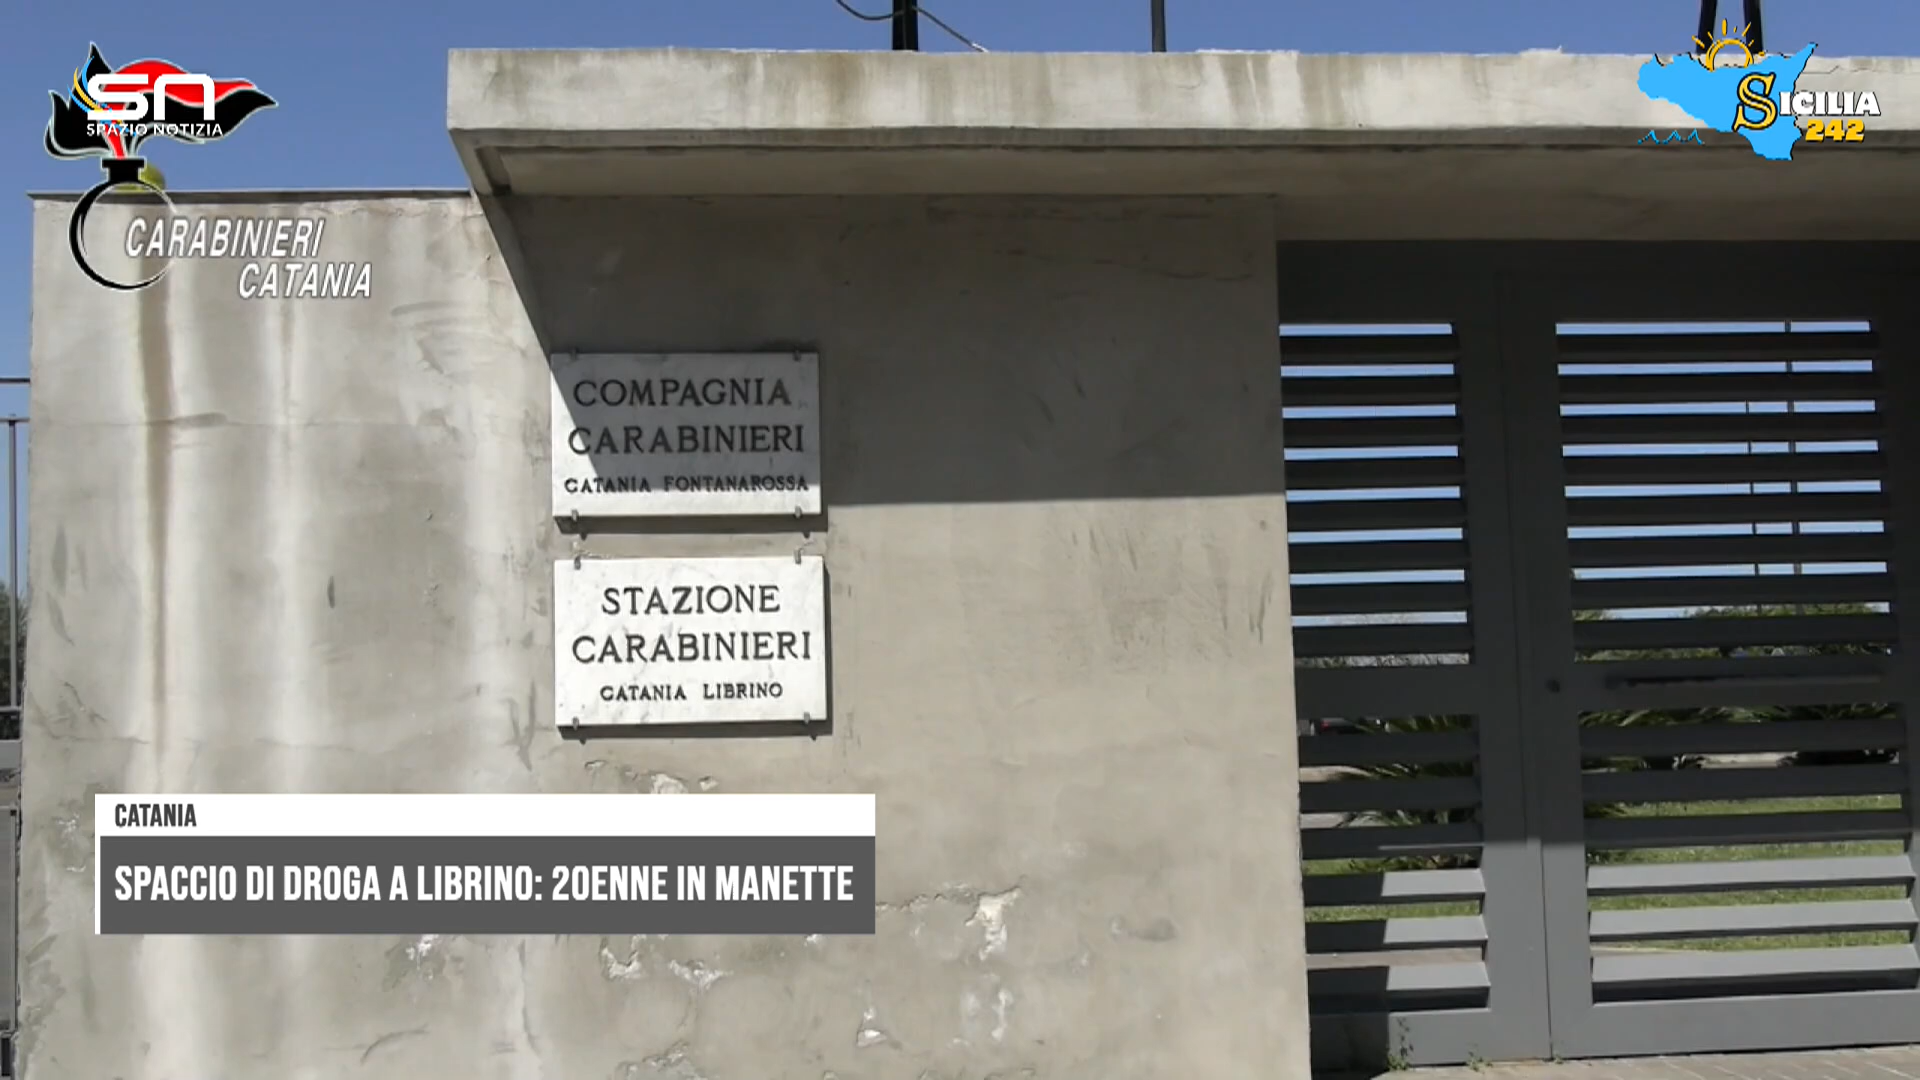 SN
SPAZIO NOTIZIA
SICILIA
242
CARABINIERI
CATANIA
COMPAGNIA
CARABINIERI
CATANIA FONTANAROSSA
STAZIONE
CARABINIERI
CATANIA LIBRINO
CATANIA
SPACCIO DI DROGA A LIBRINO: 20ENNE IN MANETTE